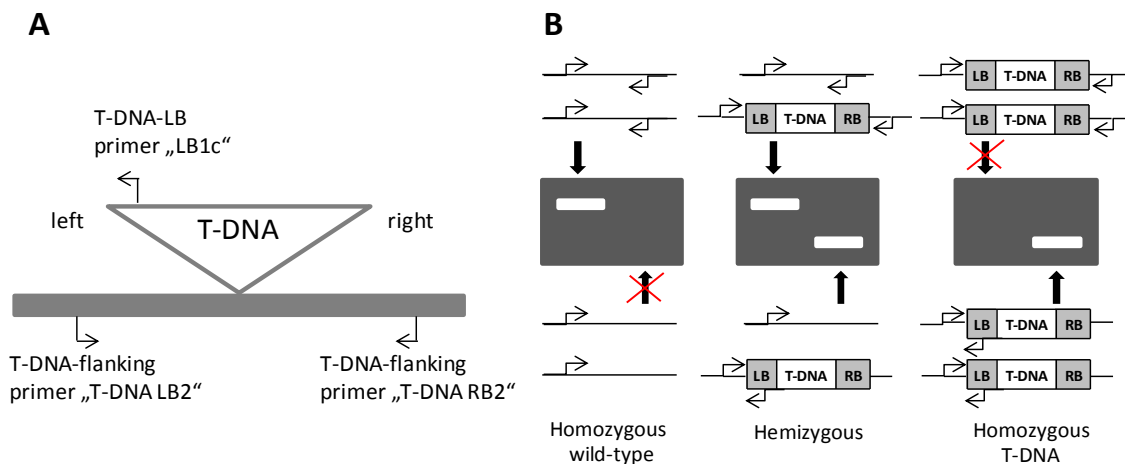 A
T-DNA-LB
primer „LB1c“
left
T-DNA
right
T-DNA-flanking
primer „T-DNA LB2“
T-DNA-flanking
primer „T-DNA RB2“
B
LB T-DNA RB
LB T-DNA RB
LB T-DNA RB
LB T-DNA RB
LB T-DNA RB
LB T-DNA RB
Homozygous
wild-type
Hemizygous
Homozygous
T-DNA